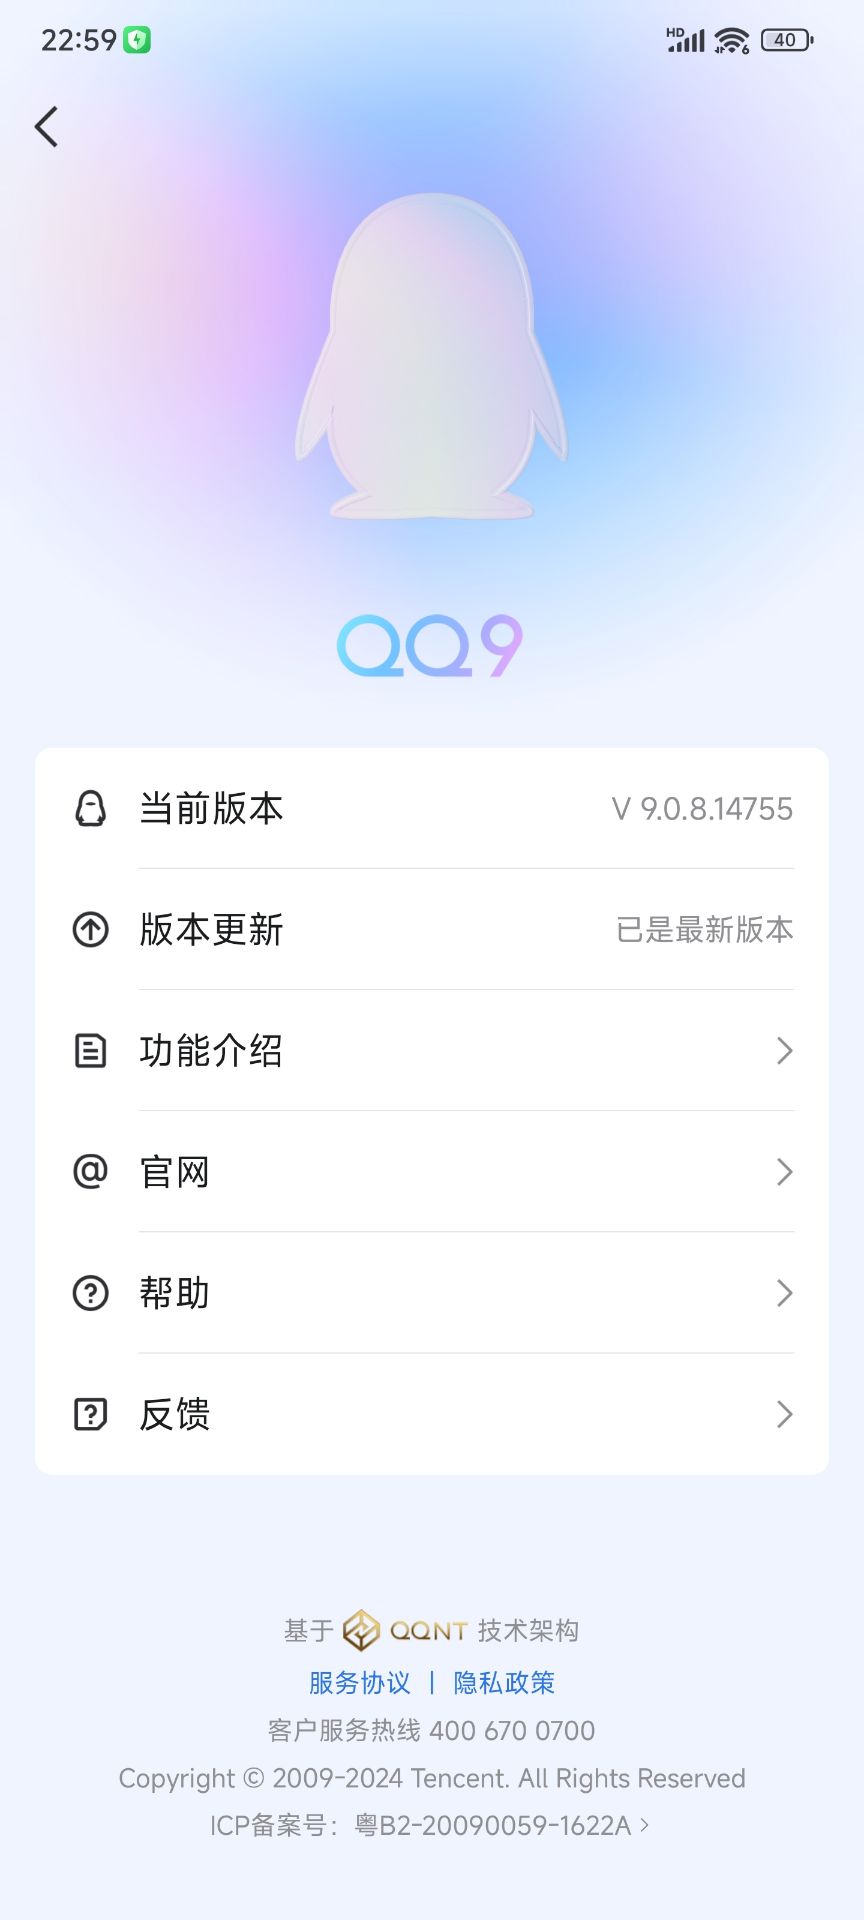 22:59
HD 6 40
QQ9
当前版本 V 9.0.8.14755
版本更新 已是最新版本
功能介绍
官网
帮助
反馈
基于 QQNT 技术架构
服务协议 | 隐私政策
客户服务热线 400 670 0700
Copyright © 2009-2024 Tencent. All Rights Reserved
ICP备案号：粤B2-20090059-1622A >